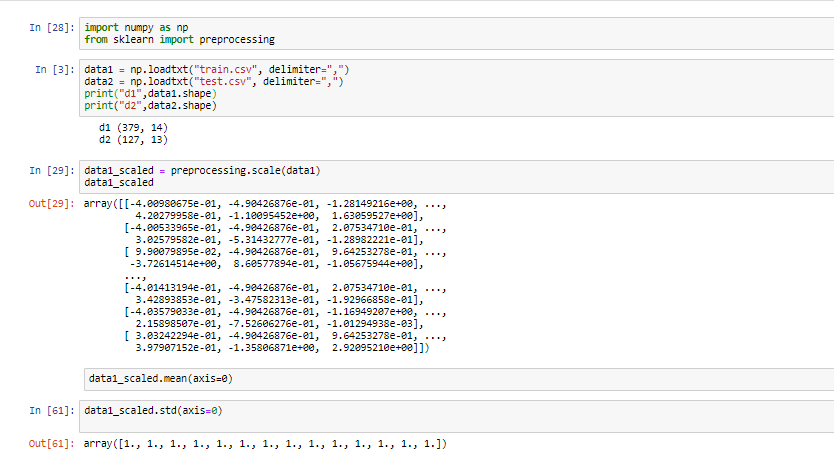 In [28]: import numpy as np
from sklearn import preprocessing
In [3]: data1 = np.loadtxt("train.csv", delimiter=",")
data2 = np.loadtxt("test.csv", delimiter=",")
print("d1",data1.shape)
print("d2",data2.shape)
d1 (379, 14)
d2 (127, 13)
In [29]: data1_scaled = preprocessing.scale(data1)
data1_scaled
Out[29]: array([[-4.00980675e-01, -4.90426876e-01, -1.28149216e+00, ...,
4.20279958e-01, -1.10095452e+00, 1.63059527e+00],
[-4.00533965e-01, -4.90426876e-01, 2.07534710e-01, ...,
3.02579582e-01, -5.31432777e-01, -1.28982221e-01],
[ 9.90079895e-02, -4.90426876e-01, 9.64253278e-01, ...,
-3.72614514e+00, 8.60577894e-01, -1.05675944e+00],
...,
[-4.01413194e-01, -4.90426876e-01, 2.07534710e-01, ...,
3.42893853e-01, -3.47582313e-01, -1.92966858e-01],
[-4.03579033e-01, -4.90426876e-01, -1.16949207e+00, ...,
2.15898507e-01, -7.52606276e-01, -1.01294938e-03],
[ 3.03242294e-01, -4.90426876e-01, 9.64253278e-01, ...,
3.97907152e-01, -1.35806871e+00, 2.92095210e+00]])
data1_scaled.mean(axis=0)
In [61]: data1_scaled.std(axis=0)
Out[61]: array([1., 1., 1., 1., 1., 1., 1., 1., 1., 1., 1., 1., 1., 1.])